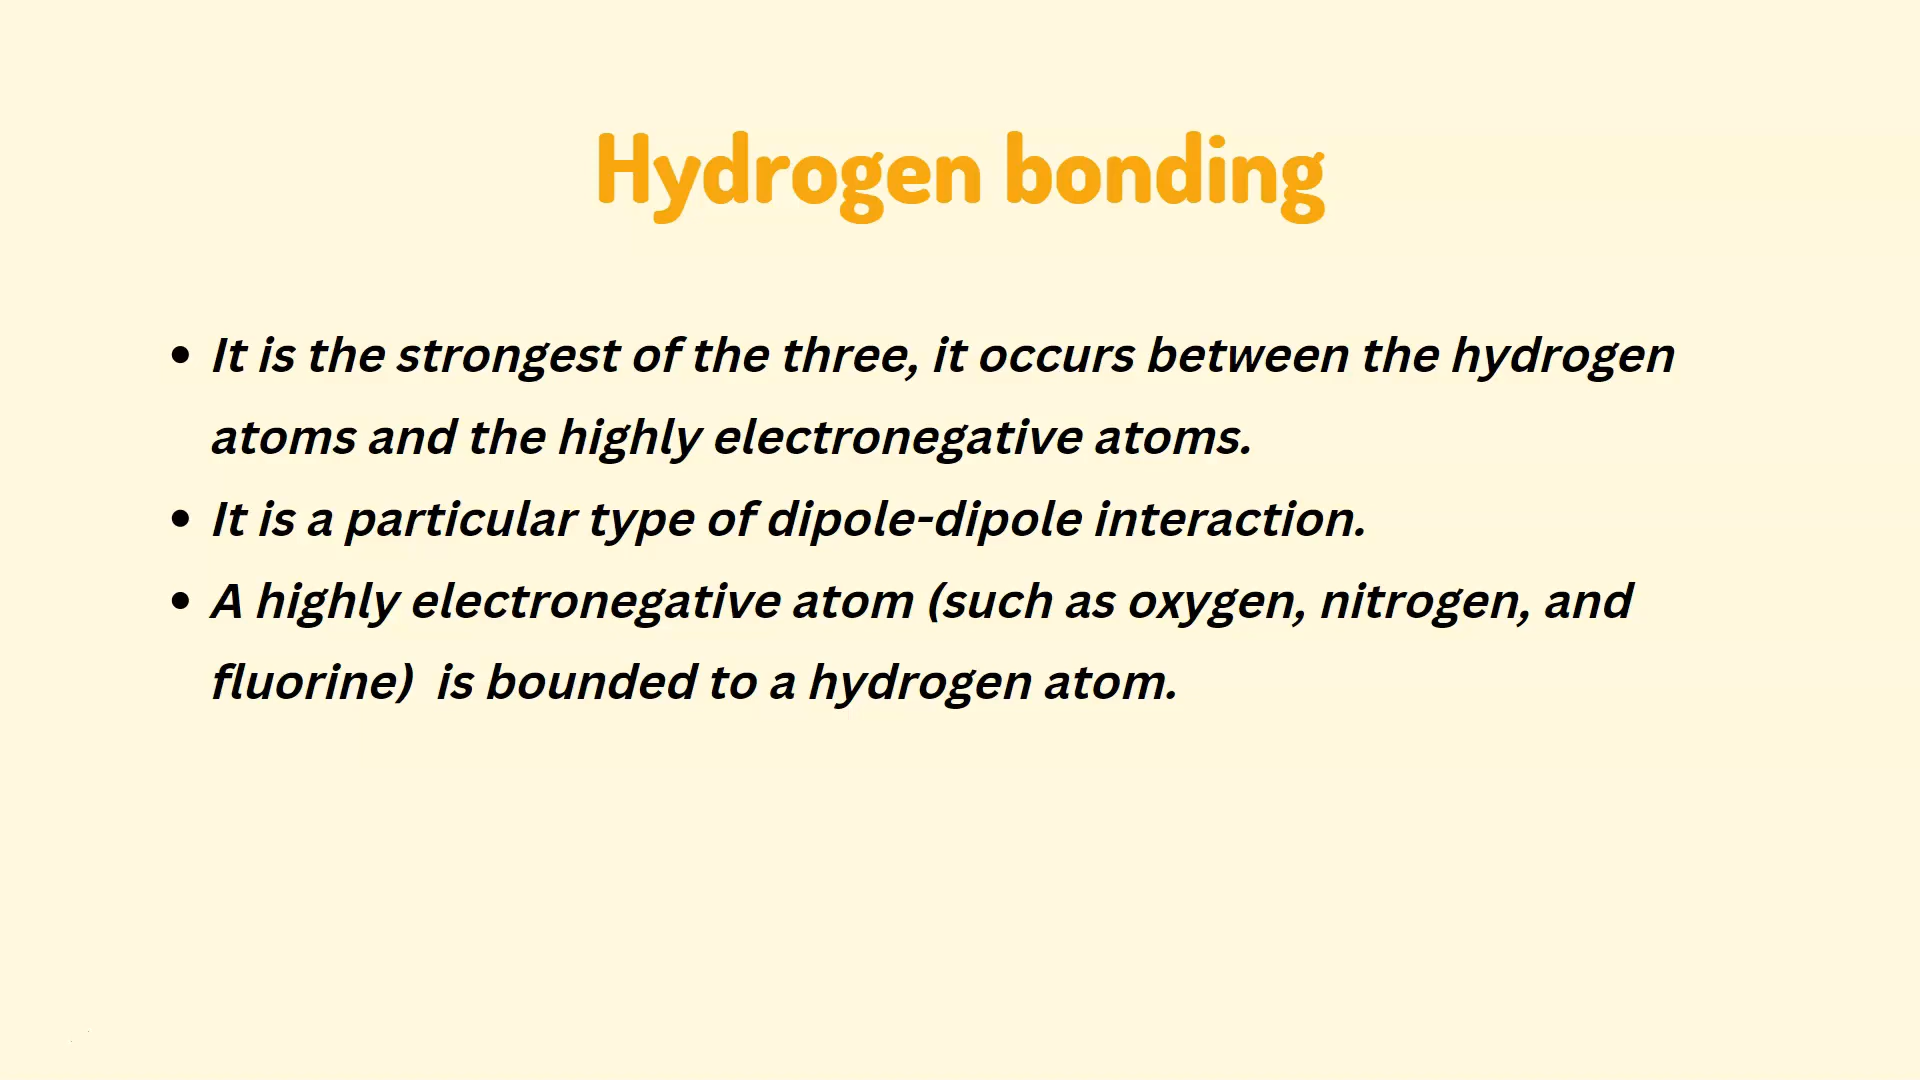 Hydrogen bonding
• It is the strongest of the three, it occurs between the hydrogen
atoms and the highly electronegative atoms.
• It is a particular type of dipole-dipole interaction.
• A highly electronegative atom (such as oxygen, nitrogen, and
fluorine)  is bounded to a hydrogen atom.